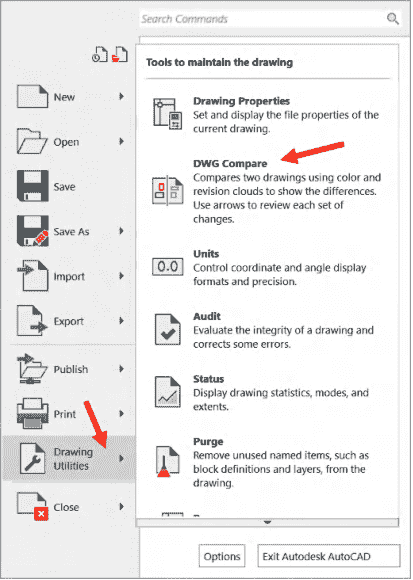 Search Commands
Tools to maintain the drawing
New
Open
Save
Save As
Import
Export
Publish
Print
Drawing
Utilities
Close
Drawing Properties
Set and display the file properties of the
current drawing.
DWG Compare
Compares two drawings using color and
revision clouds to show the differences.
Use arrows to review each set of
changes.
0.0
Units
Control coordinate and angle display
formats and precision.
Audit
Evaluate the integrity of a drawing and
corrects some errors.
Status
Display drawing statistics, modes, and
extents.
Purge
Remove unused named items, such as
block definitions and layers, from the
drawing.
Options
Exit Autodesk AutoCAD